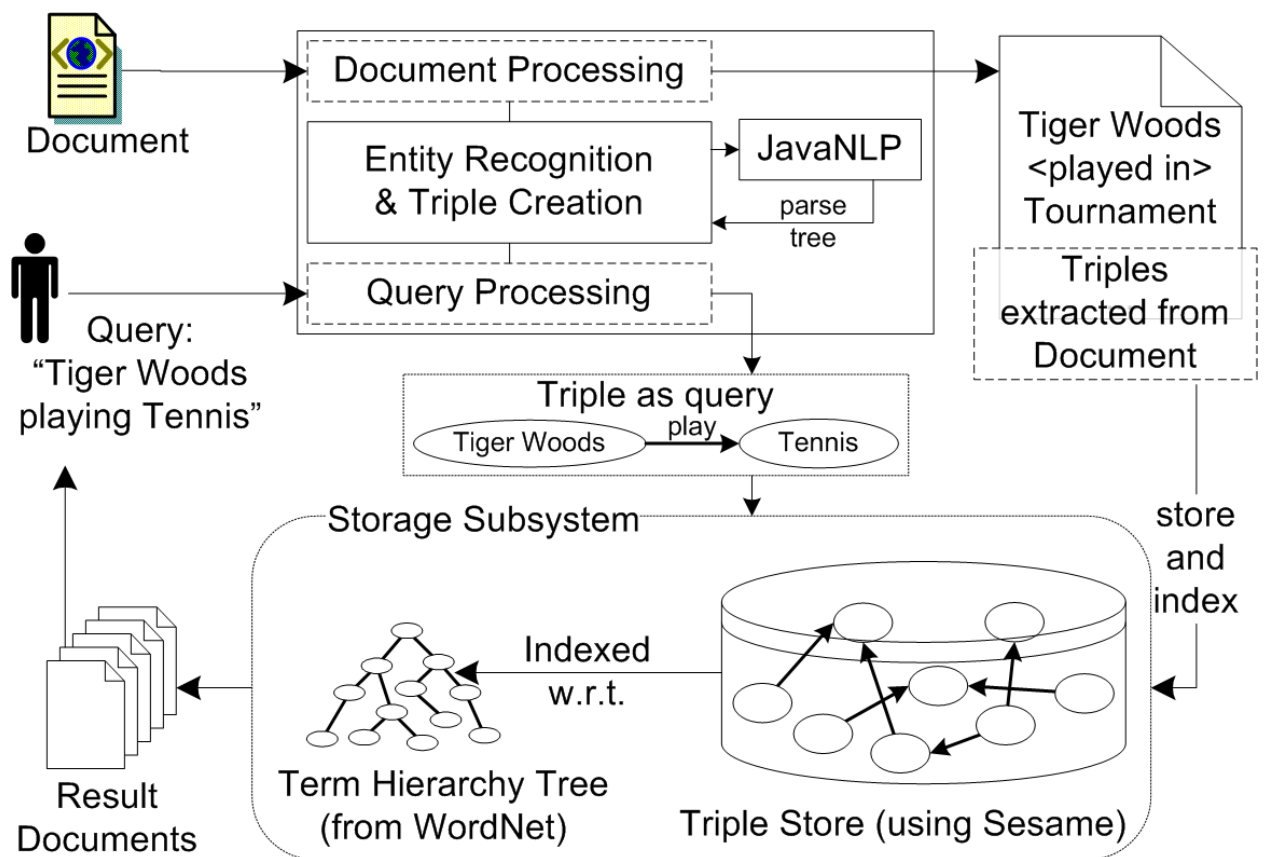 Document
Document Processing
Entity Recognition
& Triple Creation
JavaNLP
parse
tree
Query Processing
Tiger Woods
<played in>
Tournament
Triples
extracted from
Document
Query:
“Tiger Woods
playing Tennis”
Triple as query
Tiger Woods
play
Tennis
store
and
index
Storage Subsystem
Indexed
w.r.t.
Term Hierarchy Tree
(from WordNet)
Triple Store (using Sesame)
Result
Documents